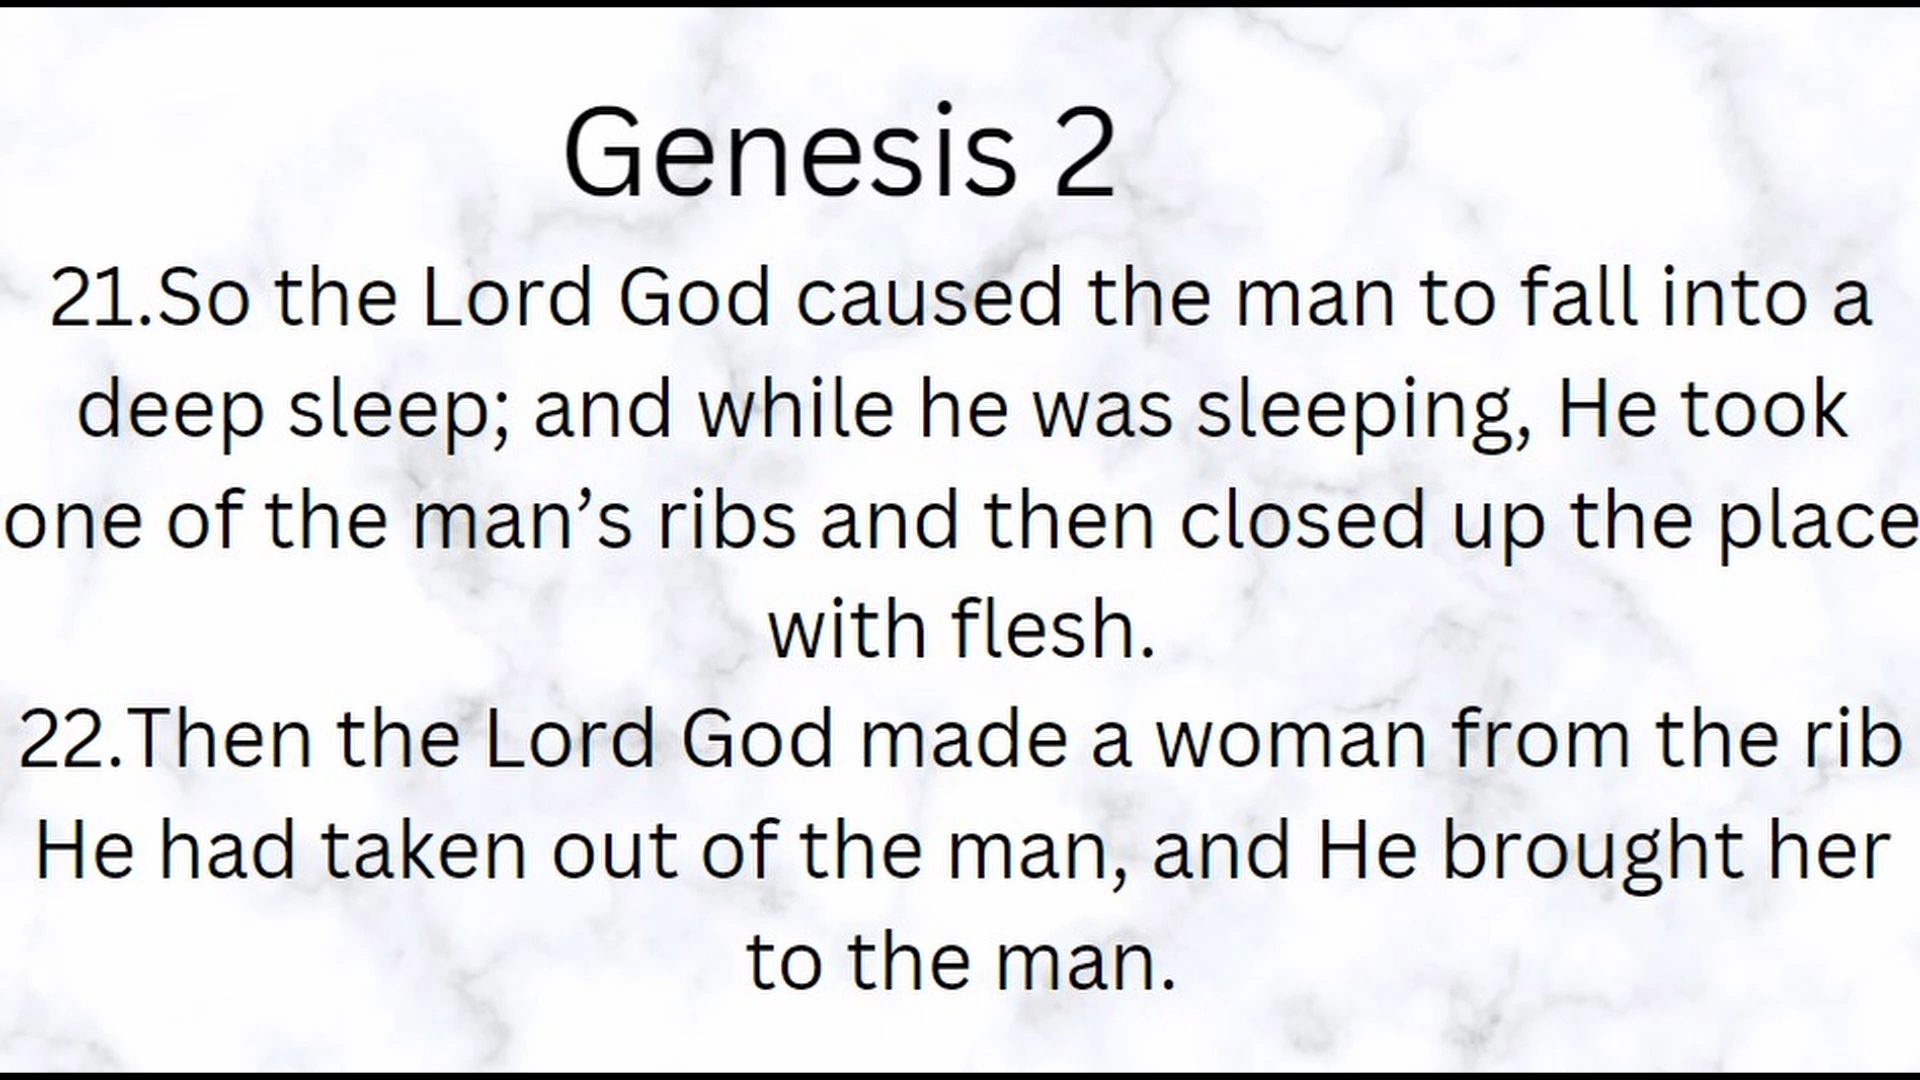 Genesis 2
21.So the Lord God caused the man to fall into a
deep sleep; and while he was sleeping, He took
one of the man’s ribs and then closed up the place
with flesh.
22.Then the Lord God made a woman from the rib
He had taken out of the man, and He brought her
to the man.